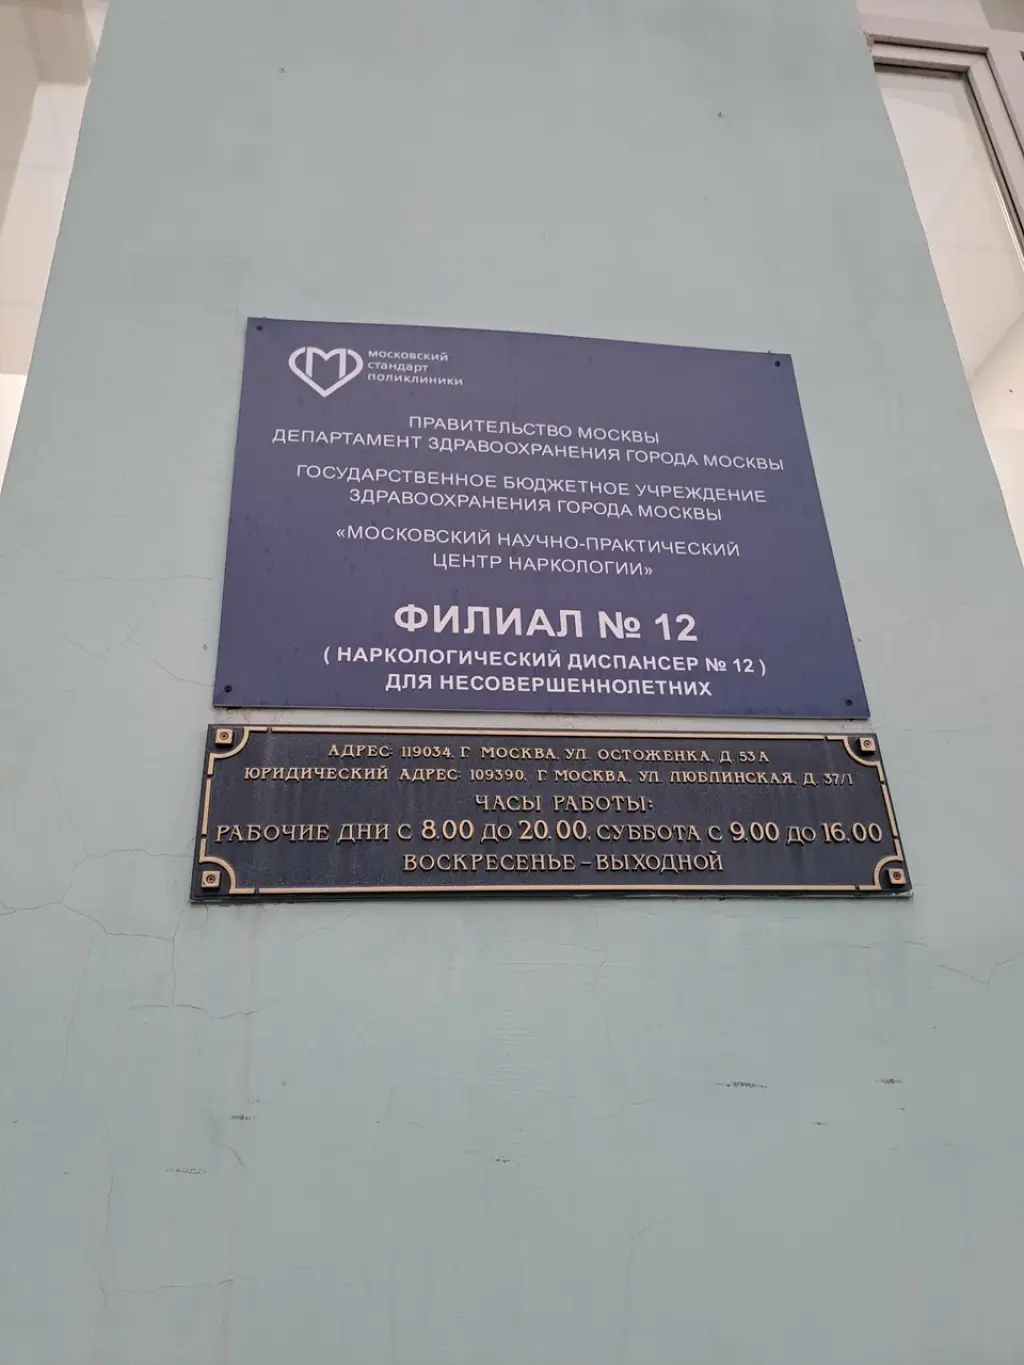 московский
стандарт
поликлиники
ПРАВИТЕЛЬСТВО МОСКВЫ
ДЕПАРТАМЕНТ ЗДРАВООХРАНЕНИЯ ГОРОДА МОСКВЫ
ГОСУДАРСТВЕННОЕ БЮДЖЕТНОЕ УЧРЕЖДЕНИЕ
ЗДРАВООХРАНЕНИЯ ГОРОДА МОСКВЫ
«МОСКОВСКИЙ НАУЧНО-ПРАКТИЧЕСКИЙ
ЦЕНТР НАРКОЛОГИИ»
ФИЛИАЛ № 12
( НАРКОЛОГИЧЕСКИЙ ДИСПАНСЕР № 12 )
ДЛЯ НЕСОВЕРШЕННОЛЕТНИХ
АДРЕС: 119034, Г. МОСКВА, УЛ. ОСТОЖЕНКА, Д. 53 А
ЮРИДИЧЕСКИЙ АДРЕС: 109390, Г. МОСКВА, УЛ. ЛЮБЛИНСКАЯ, Д. 37/1
ЧАСЫ РАБОТЫ:
РАБОЧИЕ ДНИ С 8.00 ДО 20.00, СУББОТА С 9.00 ДО 16.00
ВОСКРЕСЕНЬЕ – ВЫХОДНОЙ